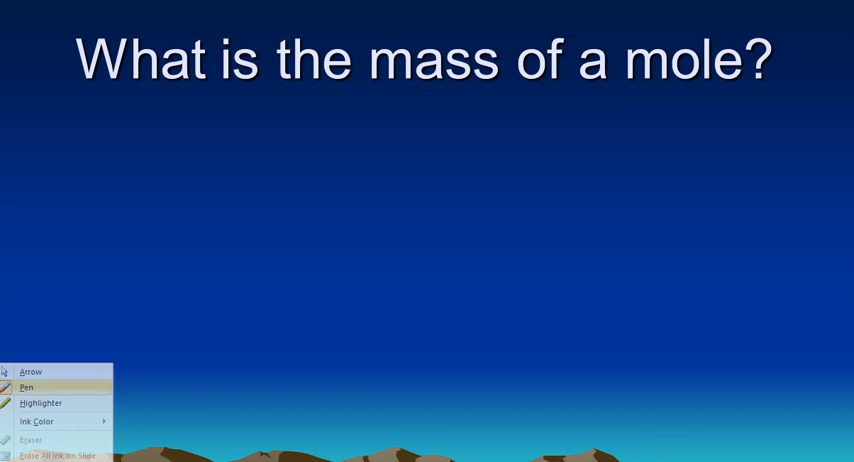 What is the mass of a mole?
Arrow
Pen
Highlighter
Ink Color
Eraser
Erase All Ink on Slide